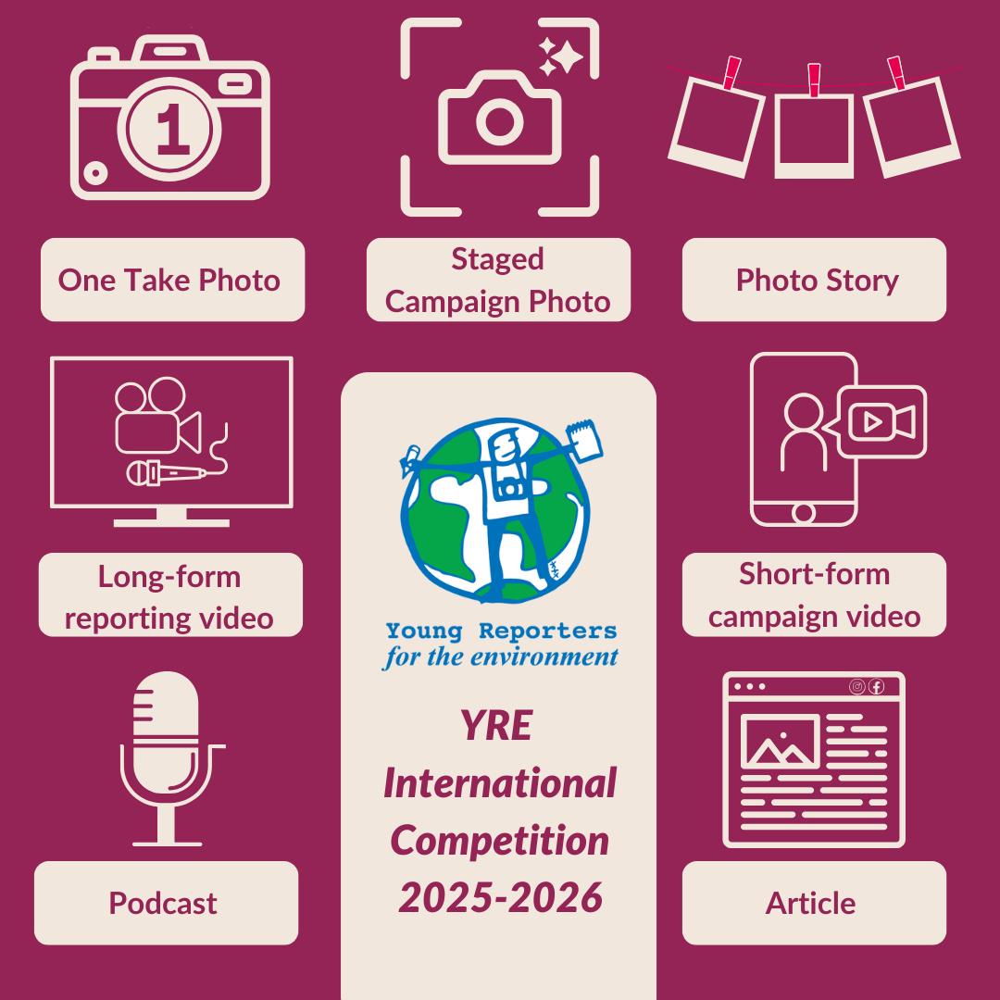 1
One Take Photo
Staged
Campaign Photo
Photo Story
Long-form
reporting video
Short-form
campaign video
Young Reporters
for the environment
YRE
International
Competition
2025-2026
Podcast
Article